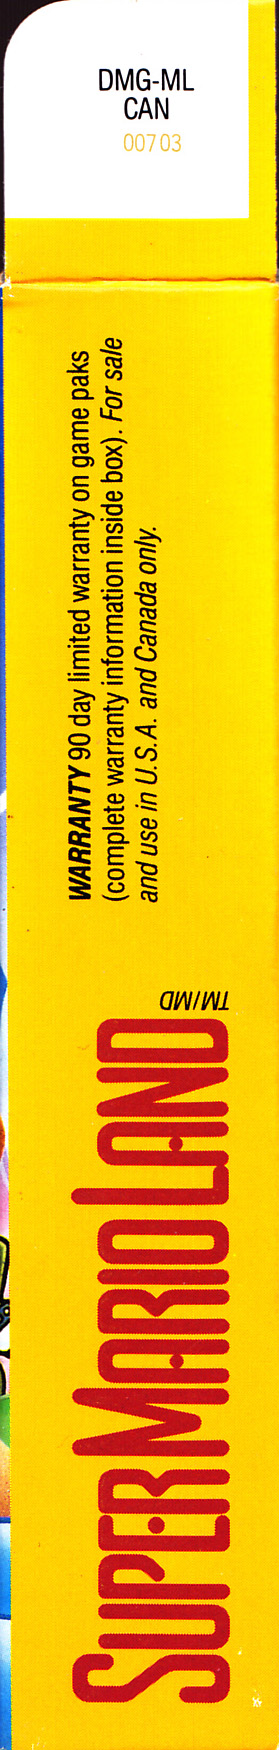 DMG-ML
CAN
00703
WARRANTY 90 day limited warranty on game paks
(complete warranty information inside box). For sale
and use in U.S.A. and Canada only.
SUPER MARIO LAND
TM/MD